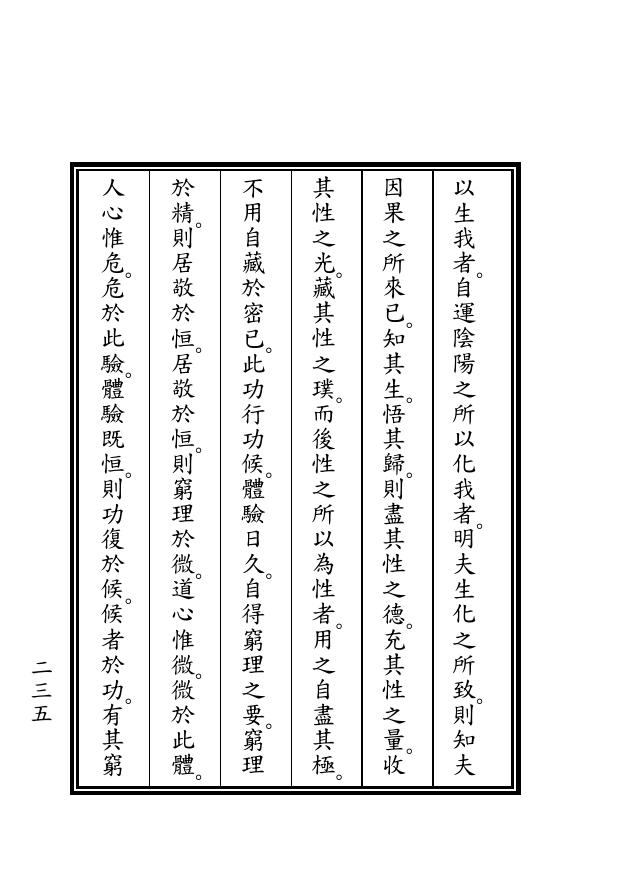 以生我者。自運陰陽之所以化我者。明夫生化之所致。則知夫
因果之所來已。知其生。悟其歸。則盡其性之德。充其性之量。收
其性之光。藏其性之璞。而後性之所以為性者。用之自盡其極。
不用自藏於密已。此功行功候。體驗日久。自得窮理之要。窮理
於精。則居敬於恒。居敬於恒。則窮理於微。道心惟微。微於此體。
人心惟危。危於此驗。體驗既恒。則功復於候。候者於功。有其窮
二三五